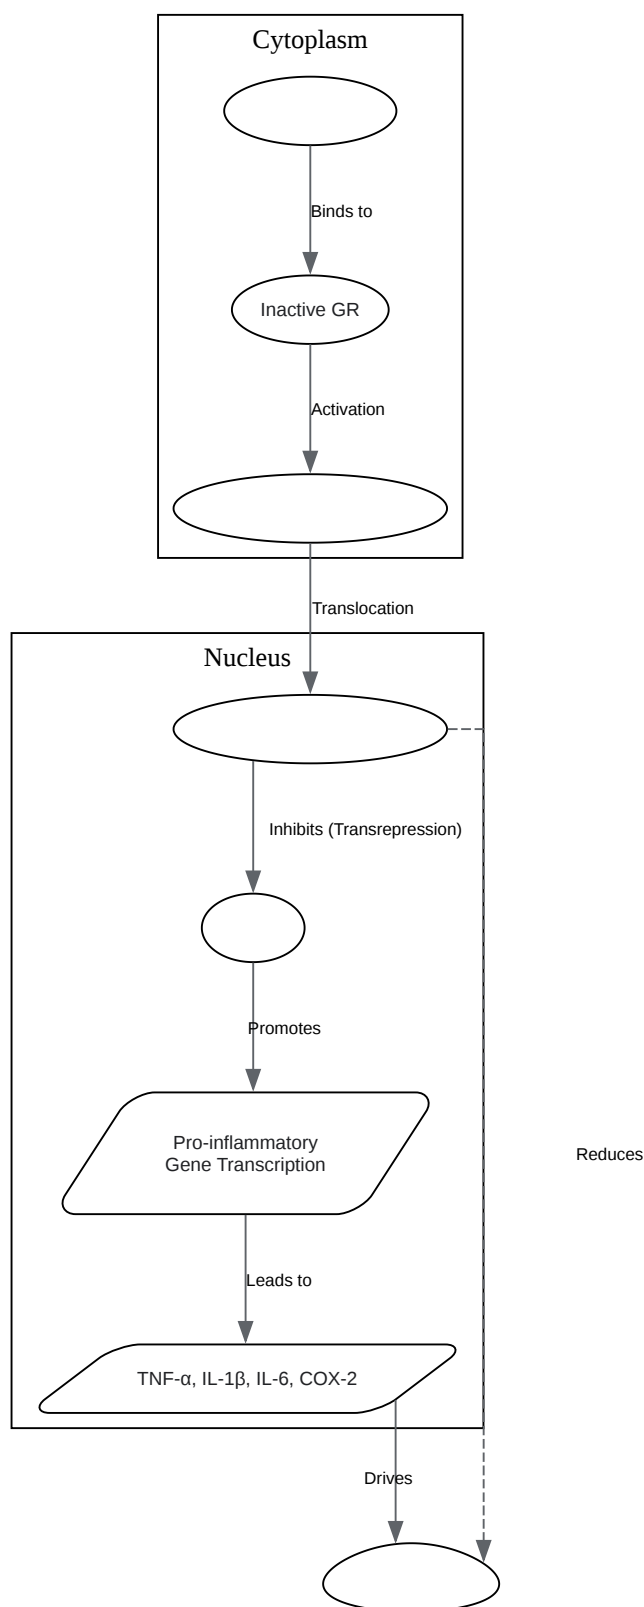 Cytoplasm
Binds to
Inactive GR
Activation
Translocation
Nucleus
Inhibits (Transrepression)
Promotes
Pro-inflammatory
Gene Transcription
Reduces
Leads to
TNF-α, IL-1β, IL-6, COX-2
Drives